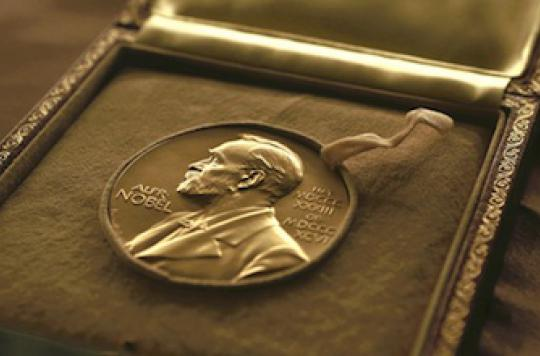 ALFR·
NOBEL
NAT·
MDCCC
XXXIII
OB·
MDCCC
XCVI